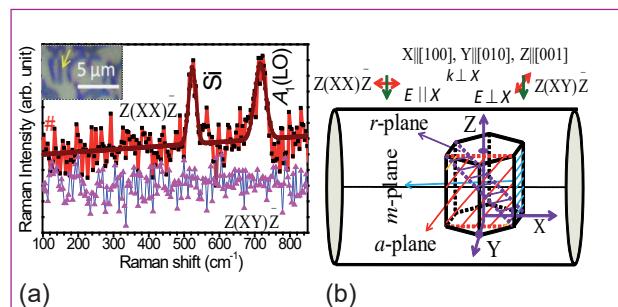 5 μm
Si
A₁(LO)
Z(XX)Z̄
#
Z(XY)Z̄
Raman Intensity (arb. unit)
100 200 300 400 500 600 700 800
Raman shift (cm⁻¹)
(a)
X||[100], Y||[010], Z||[001]
k⊥X
Z(XX)Z̄
E || X
E⊥X
Z(XY)Z̄
Z
r-plane
m-plane
a-plane
X
Y
(b)